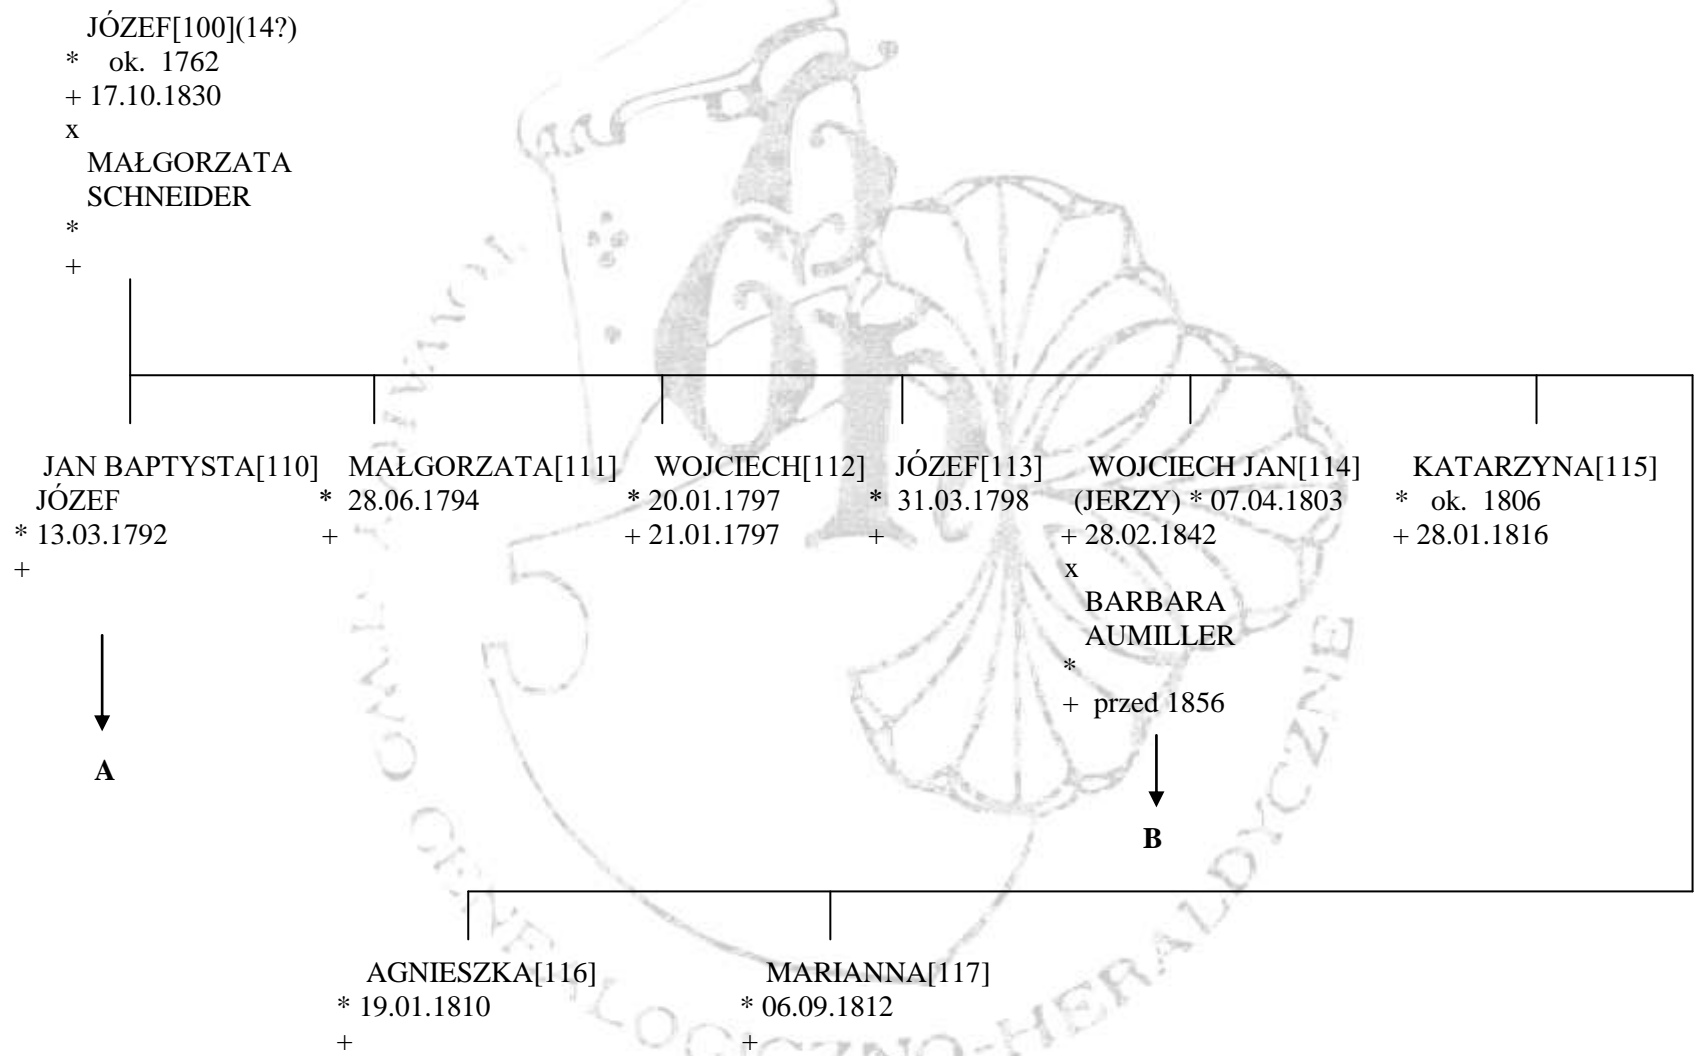 JÓZEF[100](14?)
* ok. 1762
+ 17.10.1830
x
MAŁGORZATA
SCHNEIDER
*
+
JAN BAPTYSTA[110]
JÓZEF
* 13.03.1792
+
MAŁGORZATA[111]
* 28.06.1794
+
WOJCIECH[112]
* 20.01.1797
+ 21.01.1797
JÓZEF[113]
* 31.03.1798
+
WOJCIECH JAN[114]
(JERZY) * 07.04.1803
+ 28.02.1842
x
BARBARA
AUMILLER
*
+ przed 1856
KATARZYNA[115]
* ok. 1806
+ 28.01.1816
A
B
AGNIESZKA[116]
* 19.01.1810
+
MARIANNA[117]
* 06.09.1812
+